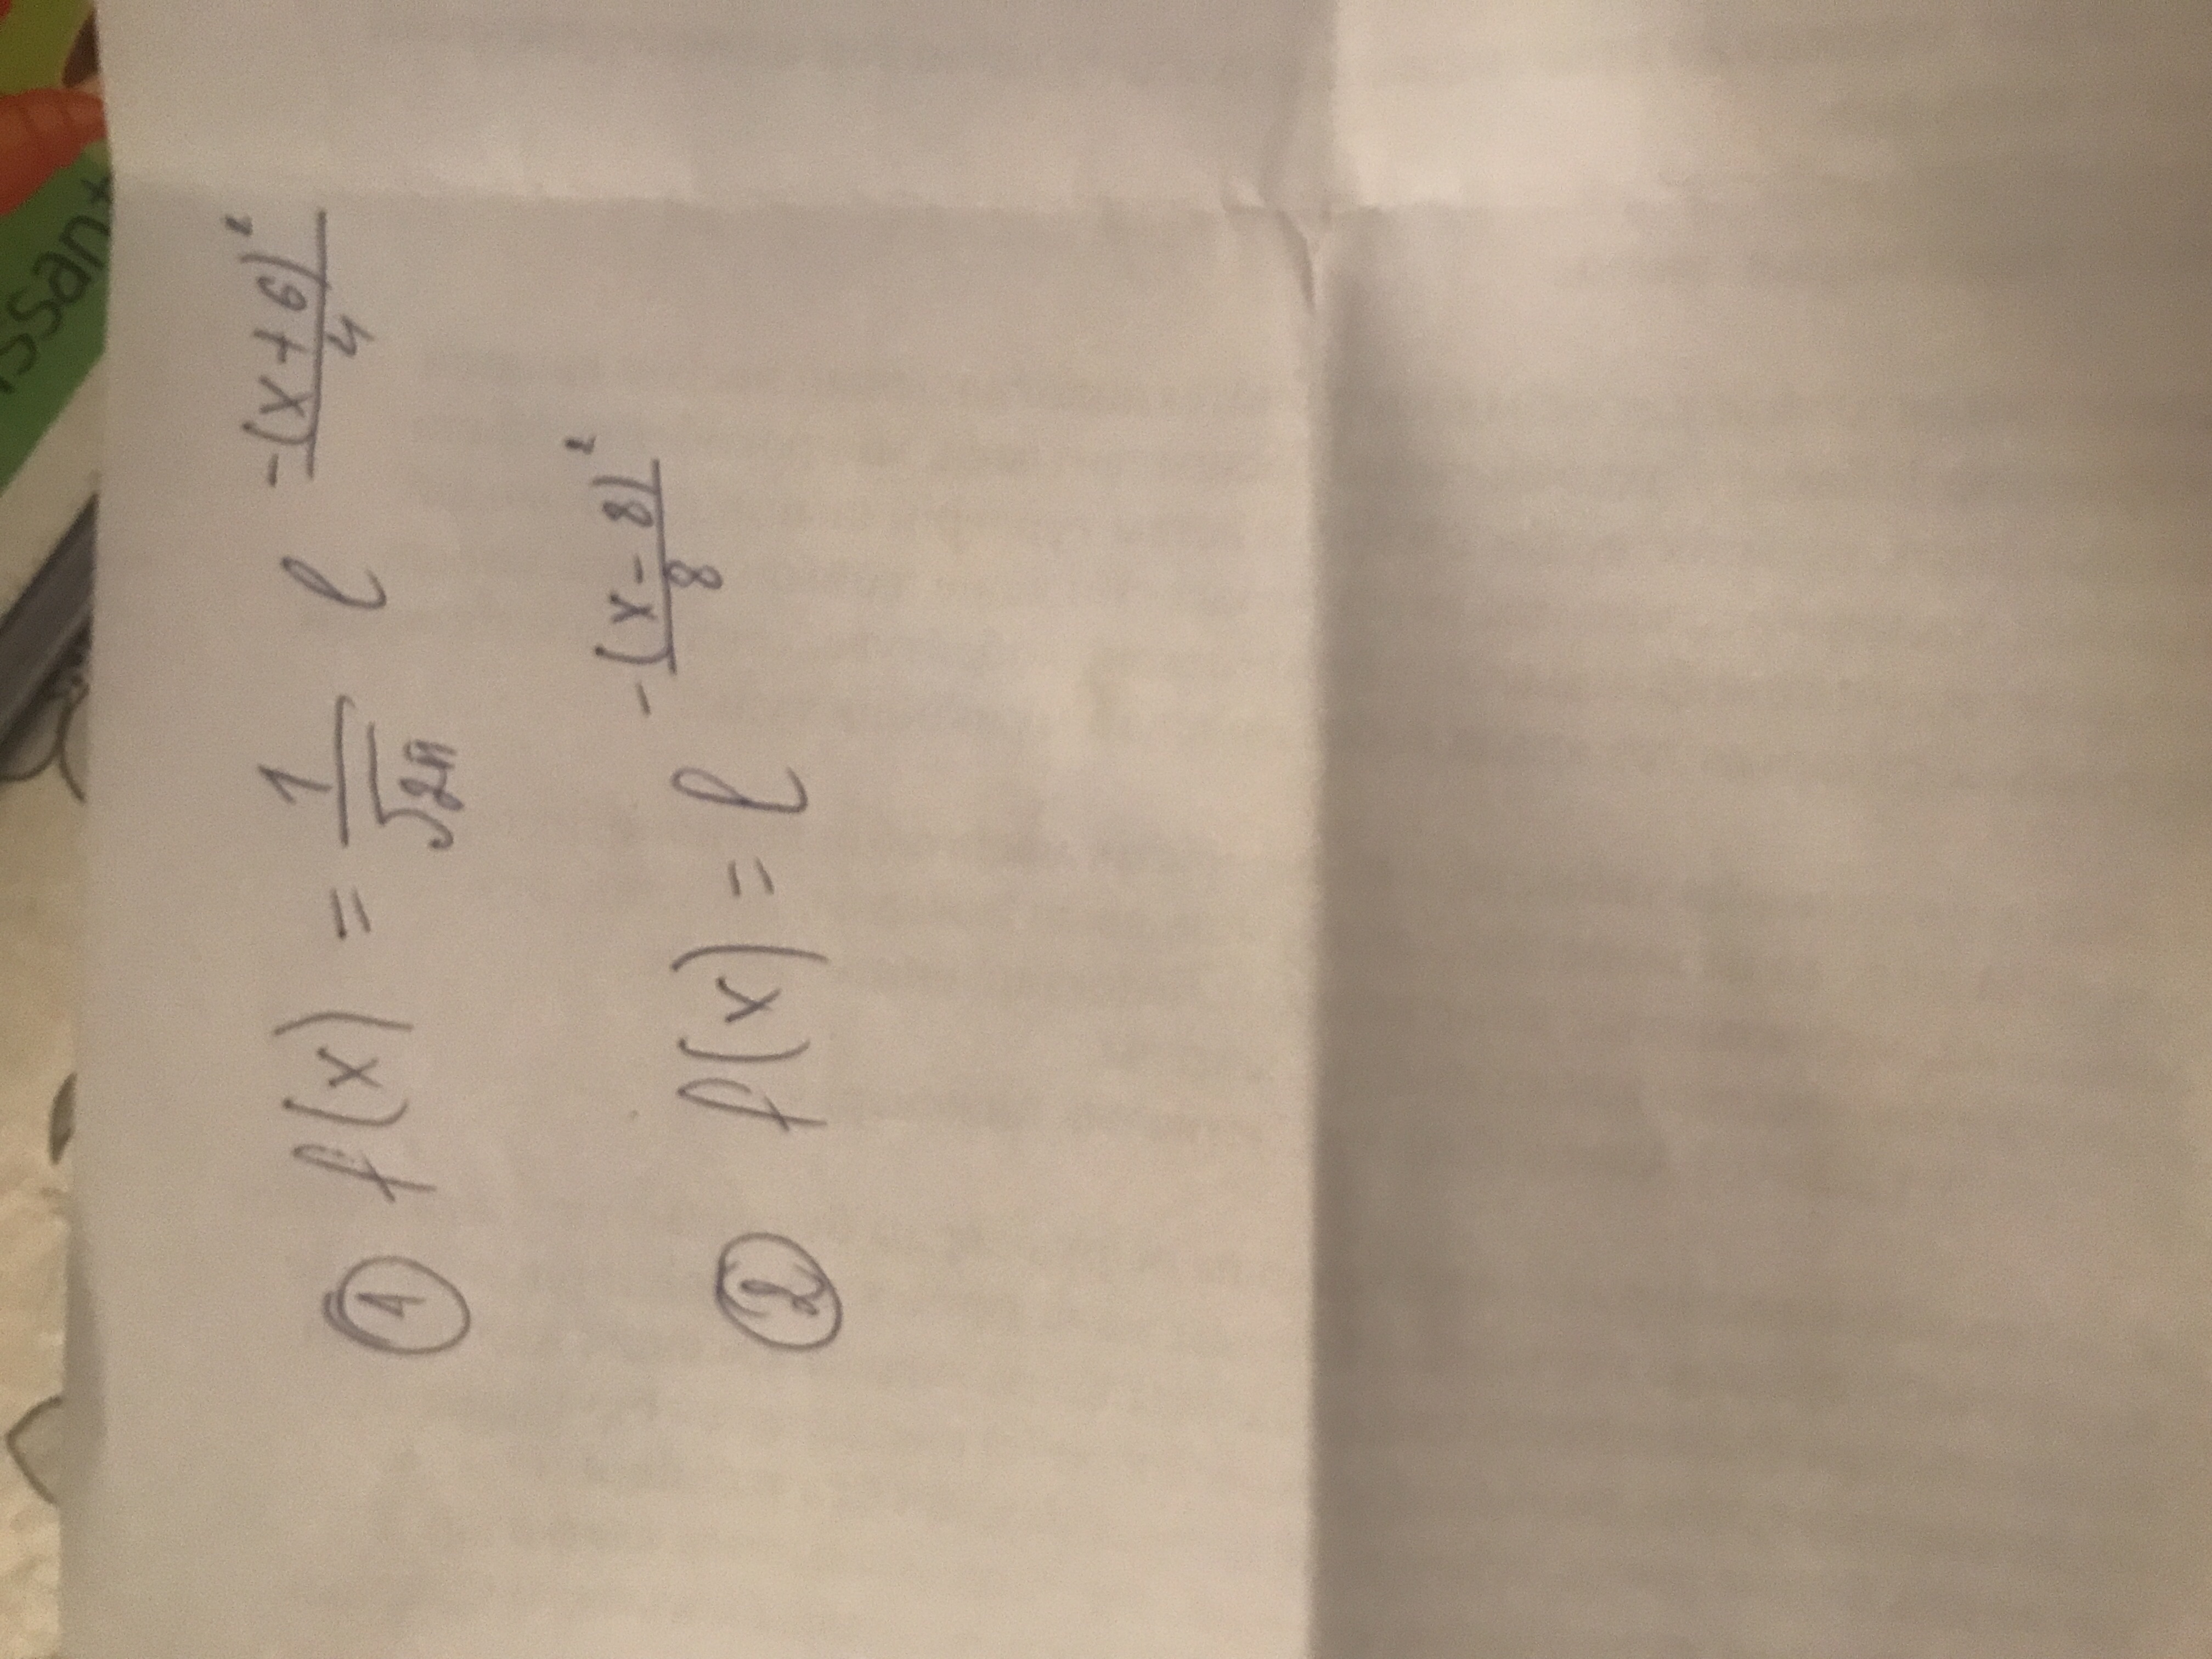 ① f(x) = 1/√2π e -(x+6)²/4
② f(x) = e -(x-8)²/8